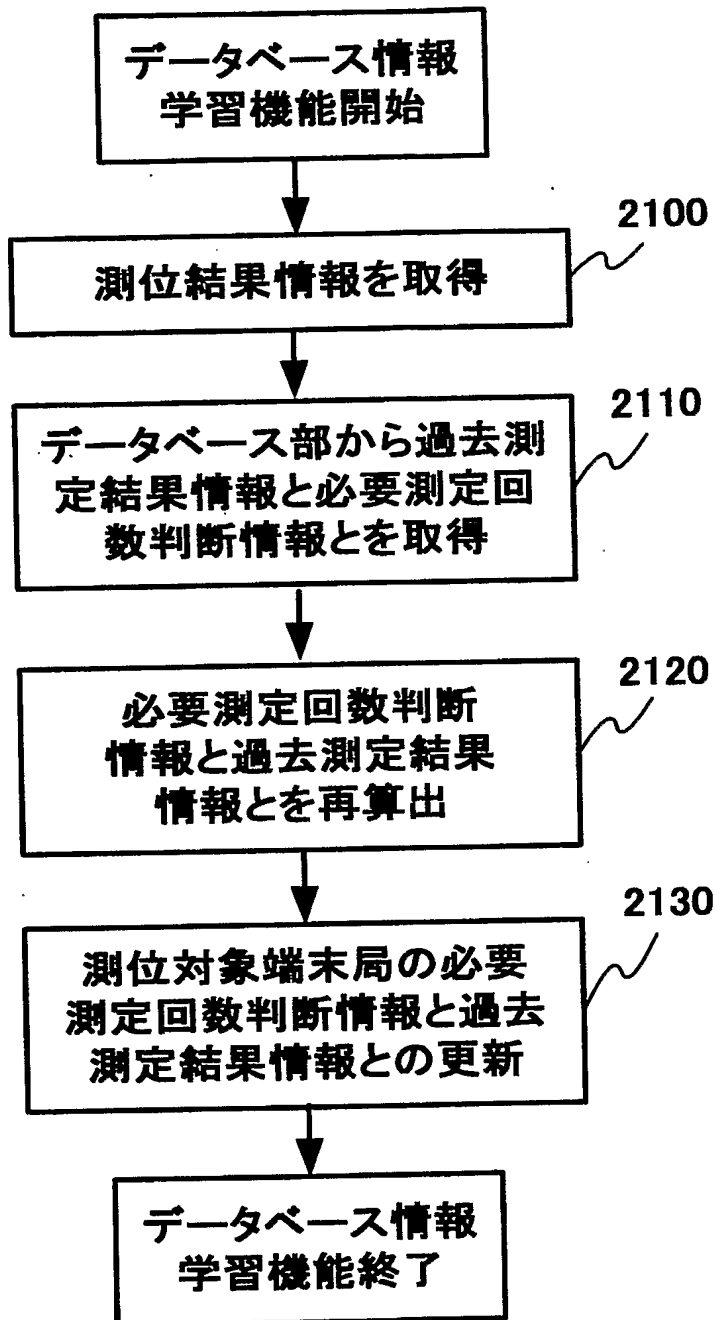 データベース情報
学習機能開始
2100
測位結果情報を取得
2110
データベース部から過去測
定結果情報と必要測定回
数判断情報とを取得
2120
必要測定回数判断
情報と過去測定結果
情報とを再算出
2130
測位対象端末局の必要
測定回数判断情報と過去
測定結果情報との更新
データベース情報
学習機能終了